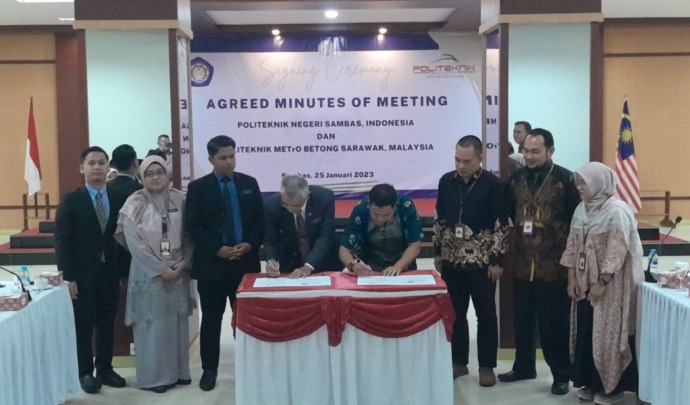 Signing Ceremony
POLITEKNIK
AGREED MINUTES OF MEETING
POLITEKNIK NEGERI SAMBAS, INDONESIA
DAN
LITEKNIK METrO BETONG SARAWAK, MALAYSIA
Sambas, 25 Januari 2023